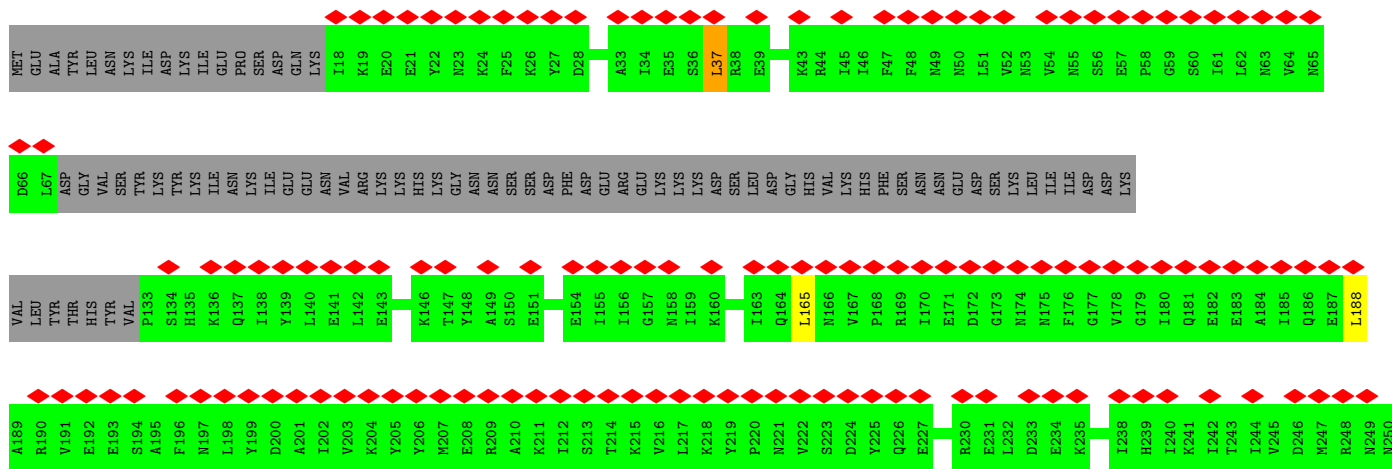 MET GLU ALA TYR LEU ASN LYS ILE ASP LYS ILE GLU PRO SER ASP GLN LYS I18 K19 E20 E21 Y22 N23 K24 F25 K26 Y27 D28 A33 I34 E35 S36 L37 R38 E39 K43 R44 I45 I46 F47 F48 N49 N50 L51 V52 N53 V54 N55 S56 E57 P58 G59 S60 I61 L62 N63 V64 N65
D66 L67 ASP GLY VAL SER TYR LYS TYR LYS ILE ASN LYS ILE GLU GLU ASN VAL ARG LYS LYS HIS LYS GLY ASN ASN SER SER ASP PHE ASP GLU ARG GLU LYS LYS LYS ASP SER LEU ASP GLY HIS VAL LYS HIS PHE SER ASN ASN GLU ASP SER LYS LEU ILE ILE ASP ASP LYS
VAL LEU TYR THR HIS TYR VAL P133 S134 H135 K136 Q137 I138 Y139 L140 E141 L142 E143 K146 T147 Y148 A149 S150 E151 E154 I155 I156 G157 N158 I159 K160 I163 Q164 L165 N166 V167 P168 R169 I170 E171 D172 G173 N174 N175 F176 G177 V178 G179 I180 Q181 E182 E183 A184 I185 Q186 E187 L188
A189 R190 V191 E192 E193 S194 A195 F196 N197 L198 Y199 D200 A201 I202 V203 K204 Y205 Y206 M207 E208 R209 A210 K211 I212 S213 T214 K215 V216 L217 K218 Y219 P220 N221 V222 S223 D224 Y225 Q226 E227 R230 E231 L232 D233 E234 K235 I238 H239 I240 K241 I242 T243 I244 V245 D246 M247 R248 N249 N250